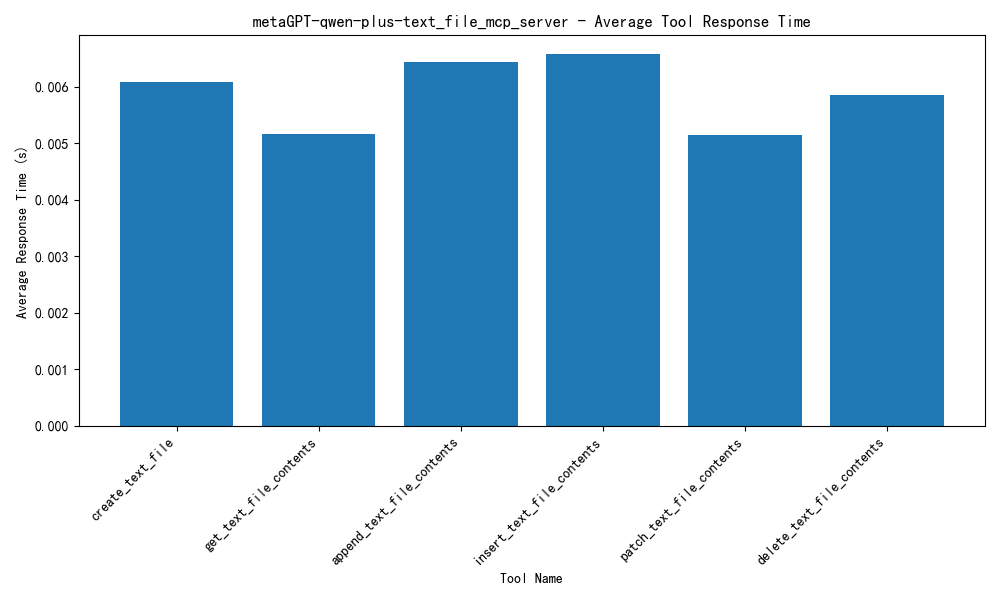 metaGPT-qwen-plus-text_file_mcp_server - Average Tool Response Time
Average Response Time (s)
0.006
0.005
0.004
0.003
0.002
0.001
0.000
create_text_file
get_text_file_contents
append_text_file_contents
insert_text_file_contents
patch_text_file_contents
delete_text_file_contents
Tool Name